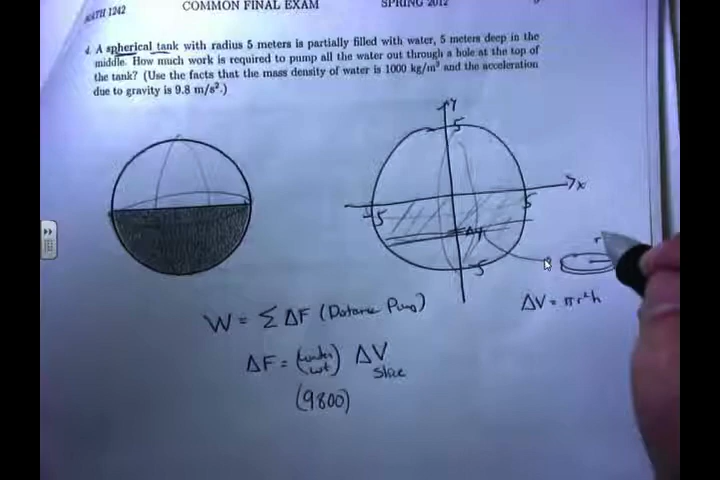 MATH 1242 COMMON FINAL EXAM SPRING 2012
4. A spherical tank with radius 5 meters is partially filled with water, 5 meters deep in the
middle. How much work is required to pump all the water out through a hole at the top of
the tank? (Use the facts that the mass density of water is 1000 kg/m³ and the acceleration
due to gravity is 9.8 m/s².)
y
5
x
-5
5
Δy
-5
r
ΔV = πr²h
W = Σ ΔF (Distance Pump)
ΔF = (water wt) ΔV slice
(9800)